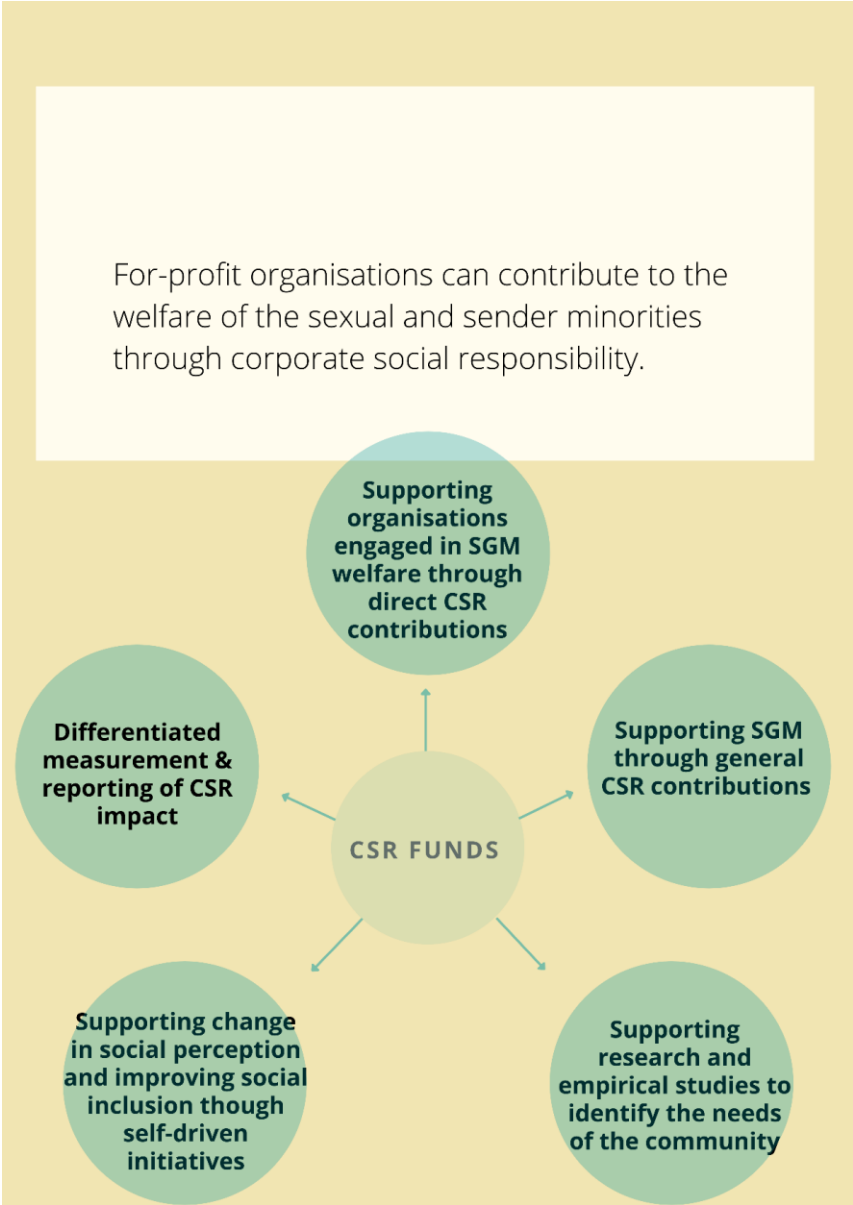 For-profit organisations can contribute to the
welfare of the sexual and sender minorities
through corporate social responsibility.
Supporting
organisations
engaged in SGM
welfare through
direct CSR
contributions
Differentiated
measurement &
reporting of CSR
impact
Supporting SGM
through general
CSR contributions
CSR FUNDS
Supporting change
in social perception
and improving social
inclusion though
self-driven
initiatives
Supporting
research and
empirical studies to
identify the needs
of the community